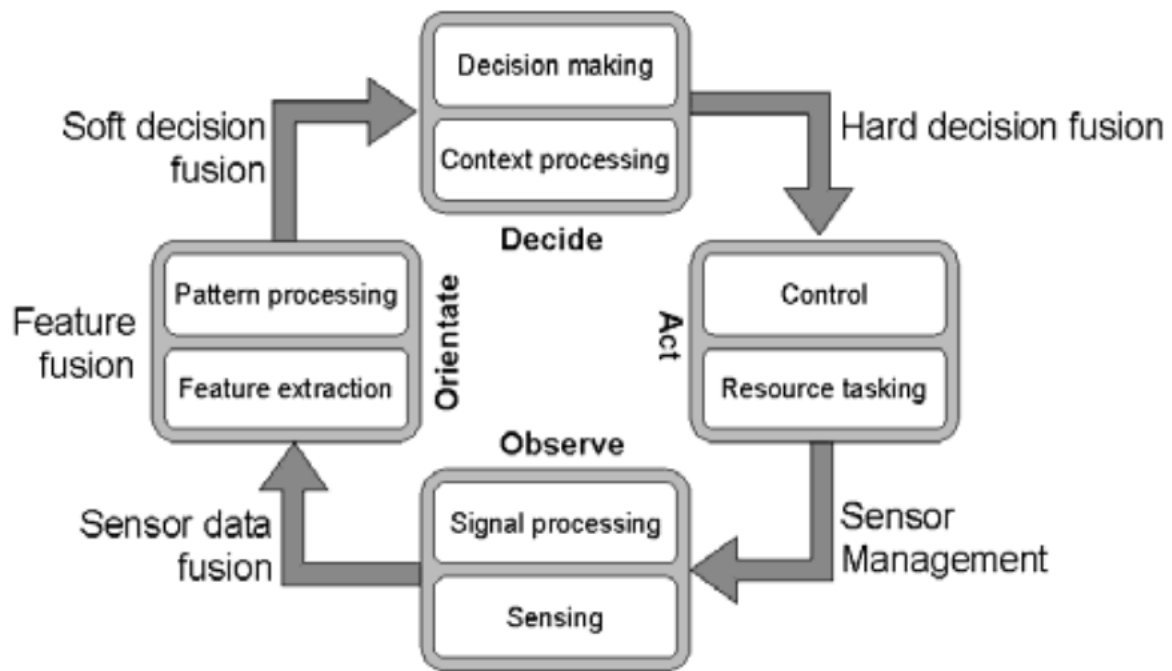 Decision making
Context processing
Decide
Soft decision
fusion
Hard decision fusion
Pattern processing
Feature extraction
Orientate
Feature
fusion
Control
Resource tasking
Act
Observe
Signal processing
Sensing
Sensor data
fusion
Sensor
Management